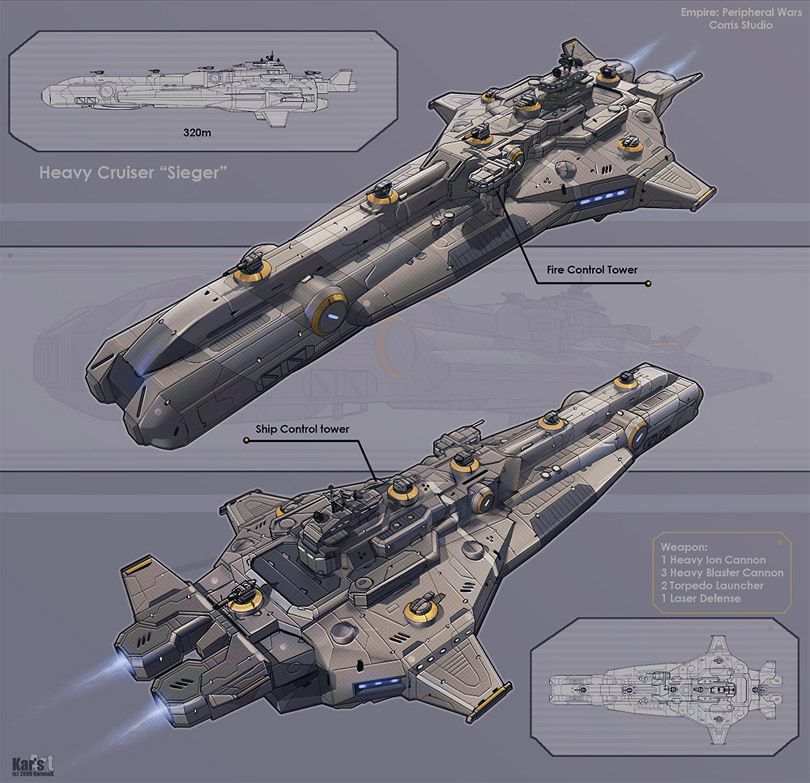 Empire: Peripheral Wars
Corris Studio
320m
Heavy Cruiser “Sieger”
Fire Control Tower
Ship Control tower
Weapon:
1 Heavy Ion Cannon
3 Heavy Blaster Cannon
2 Torpedo Launcher
1 Laser Defense
Kar's